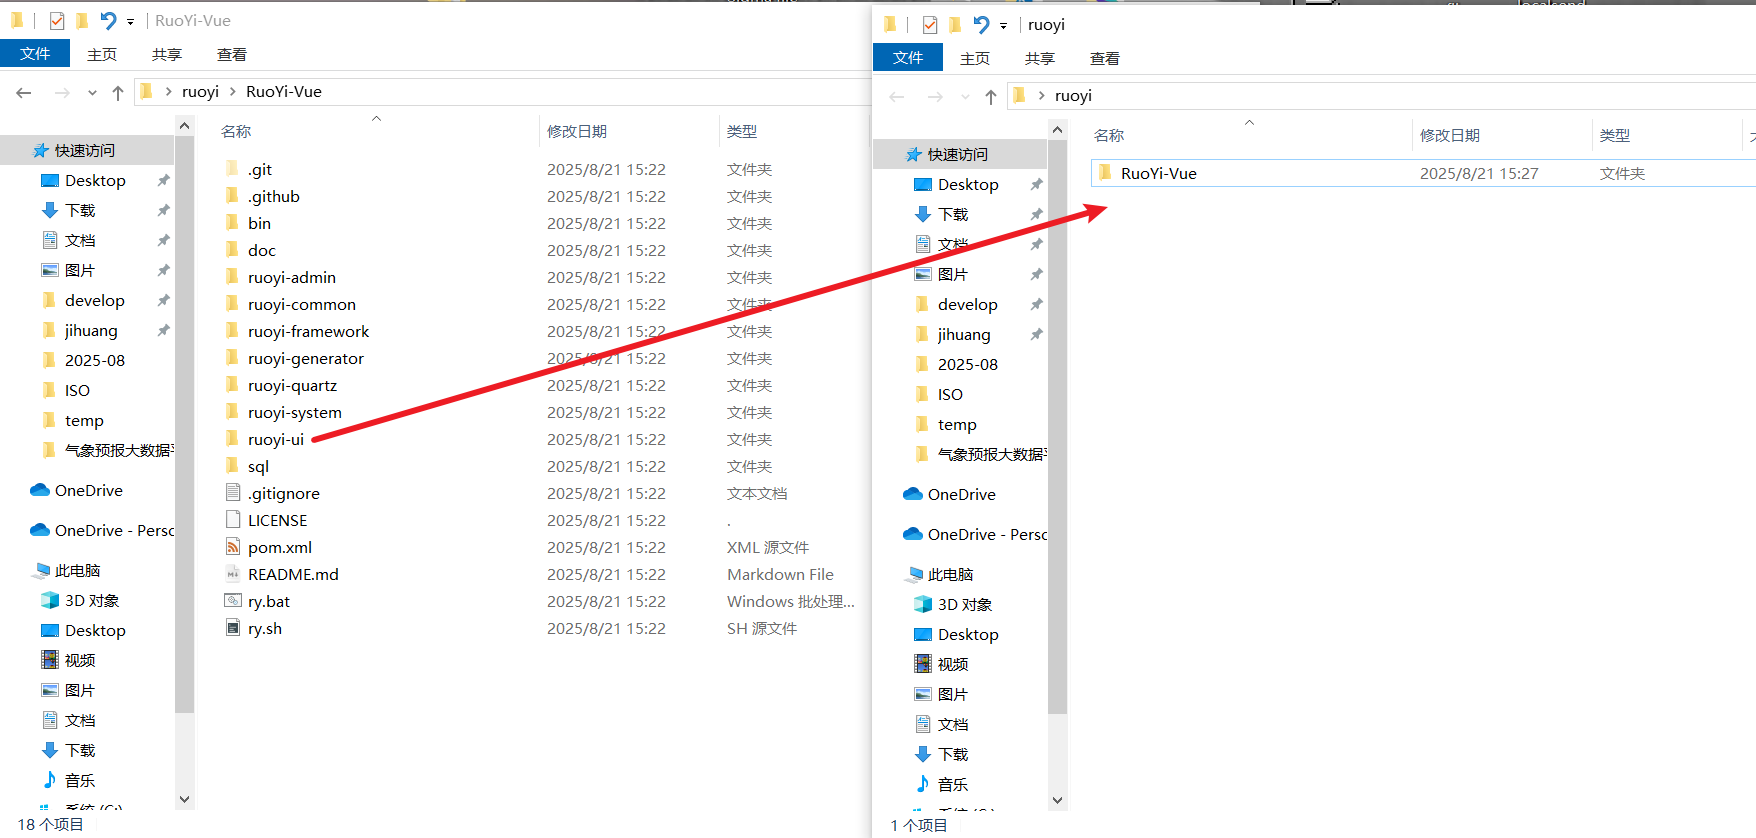 RuoYi-Vue
文件 主页 共享 查看
ruoyi RuoYi-Vue
名称 修改日期 类型
快速访问
Desktop
下载
文档
图片
develop
jihuang
2025-08
ISO
temp
气象预报大数据
OneDrive
OneDrive - Persc
此电脑
3D 对象
Desktop
视频
图片
文档
下载
音乐
.git 2025/8/21 15:22 文件夹
.github 2025/8/21 15:22 文件夹
bin 2025/8/21 15:22 文件夹
doc 2025/8/21 15:22 文件夹
ruoyi-admin 2025/8/21 15:22 文件夹
ruoyi-common 2025/8/21 15:22 文件夹
ruoyi-framework 2025/8/21 15:22 文件夹
ruoyi-generator 2025/8/21 15:22 文件夹
ruoyi-quartz 2025/8/21 15:22 文件夹
ruoyi-system 2025/8/21 15:22 文件夹
ruoyi-ui 2025/8/21 15:22 文件夹
sql 2025/8/21 15:22 文件夹
.gitignore 2025/8/21 15:22 文本文档
LICENSE 2025/8/21 15:22 .
pom.xml 2025/8/21 15:22 XML 源文件
README.md 2025/8/21 15:22 Markdown File
ry.bat 2025/8/21 15:22 Windows 批处理...
ry.sh 2025/8/21 15:22 SH 源文件
18 个项目
ruoyi
文件 主页 共享 查看
ruoyi
名称 修改日期 类型
快速访问
Desktop
下载
文档
图片
develop
jihuang
2025-08
ISO
temp
气象预报大数据
OneDrive
OneDrive - Persc
此电脑
3D 对象
Desktop
视频
图片
文档
下载
音乐
RuoYi-Vue 2025/8/21 15:27 文件夹
1 个项目